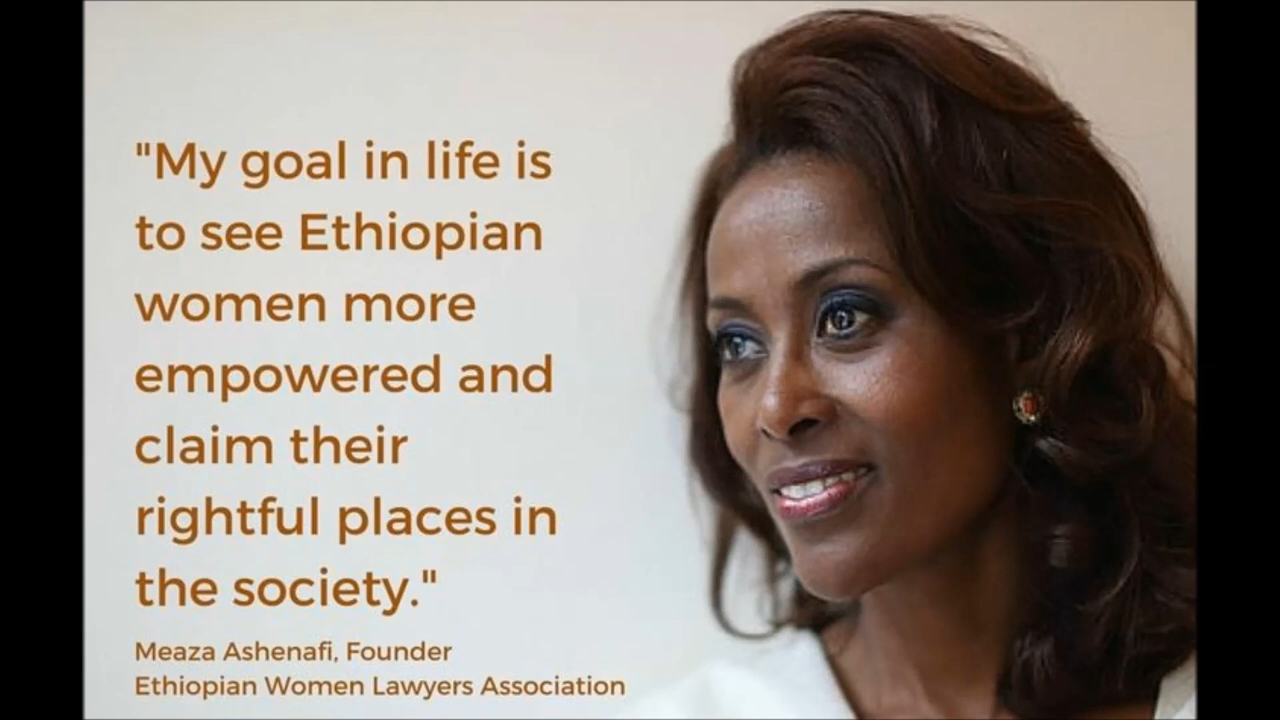 "My goal in life is
to see Ethiopian
women more
empowered and
claim their
rightful places in
the society."
Meaza Ashenafi, Founder
Ethiopian Women Lawyers Association